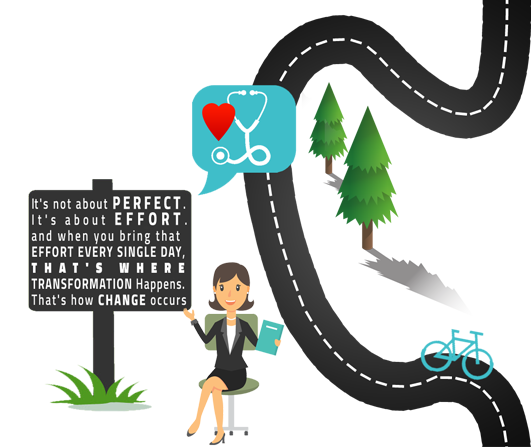 It's not about PERFECT.
It's about EFFORT.
and when you bring that
EFFORT EVERY SINGLE DAY,
THAT'S WHERE
TRANSFORMATION Happens.
That's how CHANGE occurs